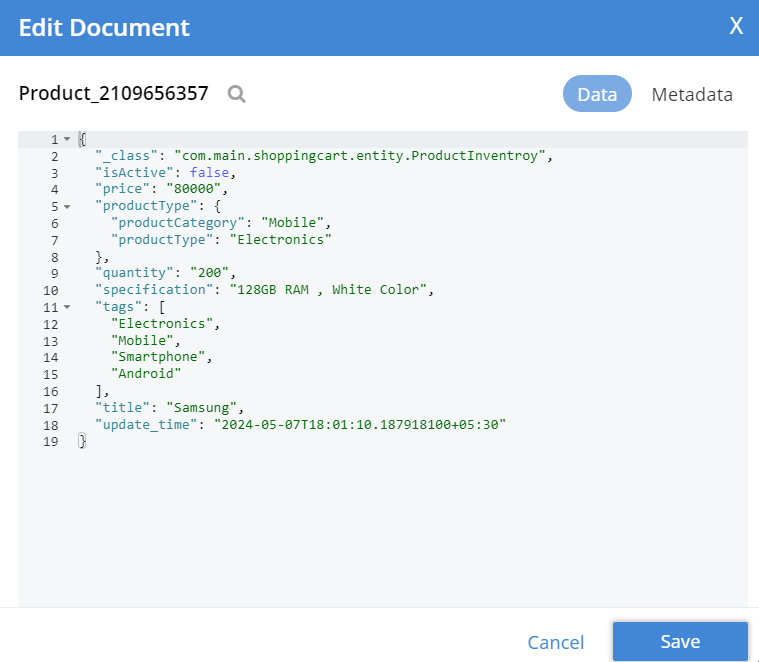 Edit Document X
Product_2109656357 Data Metadata
1 {
2 "_class": "com.main.shoppingcart.entity.ProductInventroy",
3 "isActive": false,
4 "price": "80000",
5 "productType": {
6 "productCategory": "Mobile",
7 "productType": "Electronics"
8 },
9 "quantity": "200",
10 "specification": "128GB RAM , White Color",
11 "tags": [
12 "Electronics",
13 "Mobile",
14 "Smartphone",
15 "Android"
16 ],
17 "title": "Samsung",
18 "update_time": "2024-05-07T18:01:10.187918100+05:30"
19 }
Cancel Save